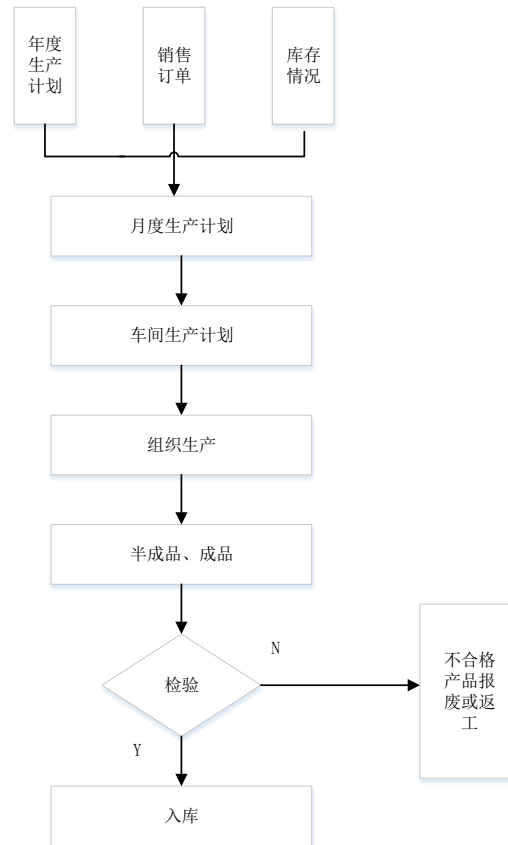 年度
生产
计划
销售
订单
库存
情况
月度生产计划
车间生产计划
组织生产
半成品、成品
检验
N
不合格
产品报
废或返
工
Y
入库